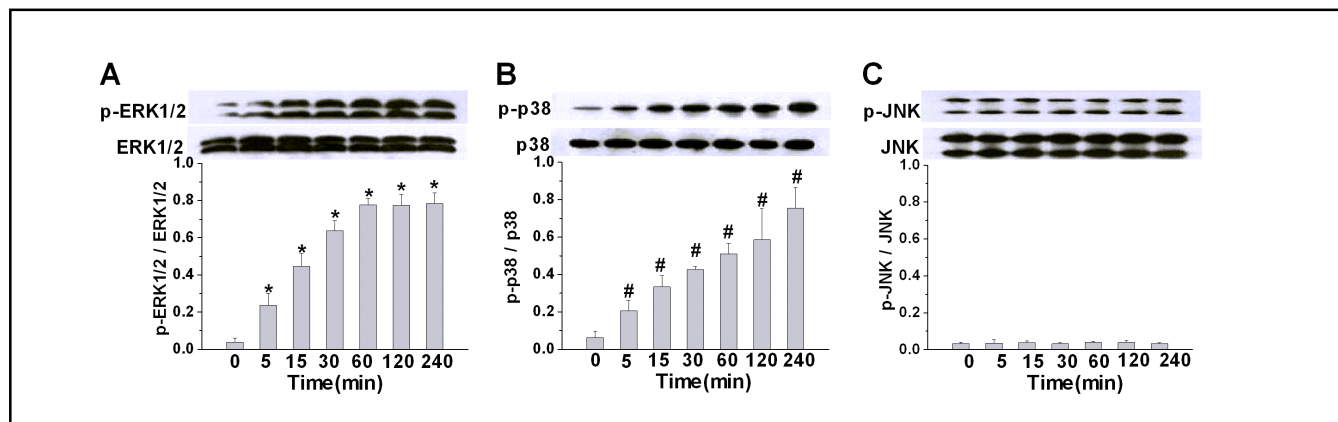 A
p-ERK1/2
ERK1/2
p-ERK1/2 / ERK1/2
1.0
0.8
0.6
0.4
0.2
0.0
* * * * * *
0 5 15 30 60 120 240
Time(min)
B
p-p38
p38
p-p38 / p38
1.0
0.8
0.6
0.4
0.2
0.0
# # # # # #
0 5 15 30 60 120 240
Time(min)
C
p-JNK
JNK
p-JNK / JNK
1.0
0.8
0.6
0.4
0.2
0.0
0 5 15 30 60 120 240
Time(min)